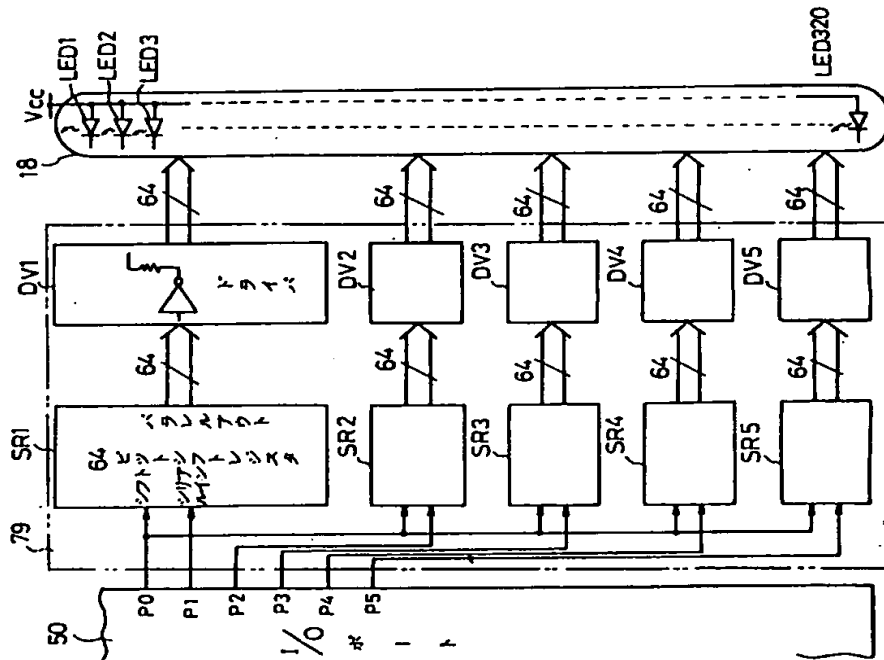 Vcc
LED1
LED2
LED3
LED320
18
64
64
64
64
64
DV1
ドライバ
DV2
DV3
DV4
DV5
64
64
64
64
64
SR1
64ビット
シフト
シリアルイン
パラレルアウト
シフトレジスタ
SR2
SR3
SR4
SR5
79
P0
P1
P2
P3
P4
P5
50
I/Oポート